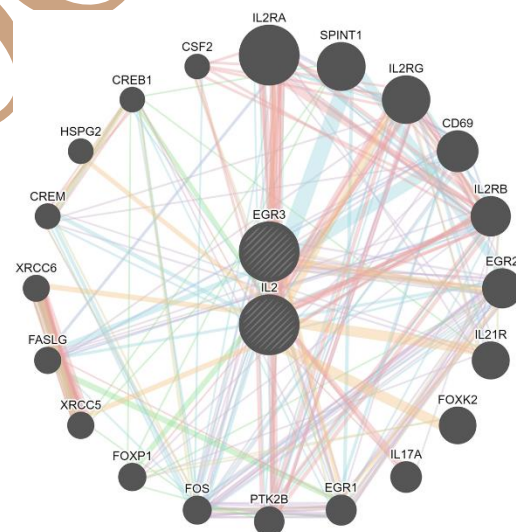 IL2RA
SPINT1
CSF2
IL2RG
CREB1
CD69
HSPG2
IL2RB
CREM
EGR3
EGR2
XRCC6
IL2
IL21R
FASLG
FOXK2
XRCC5
IL17A
FOXP1
EGR1
FOS
PTK2B